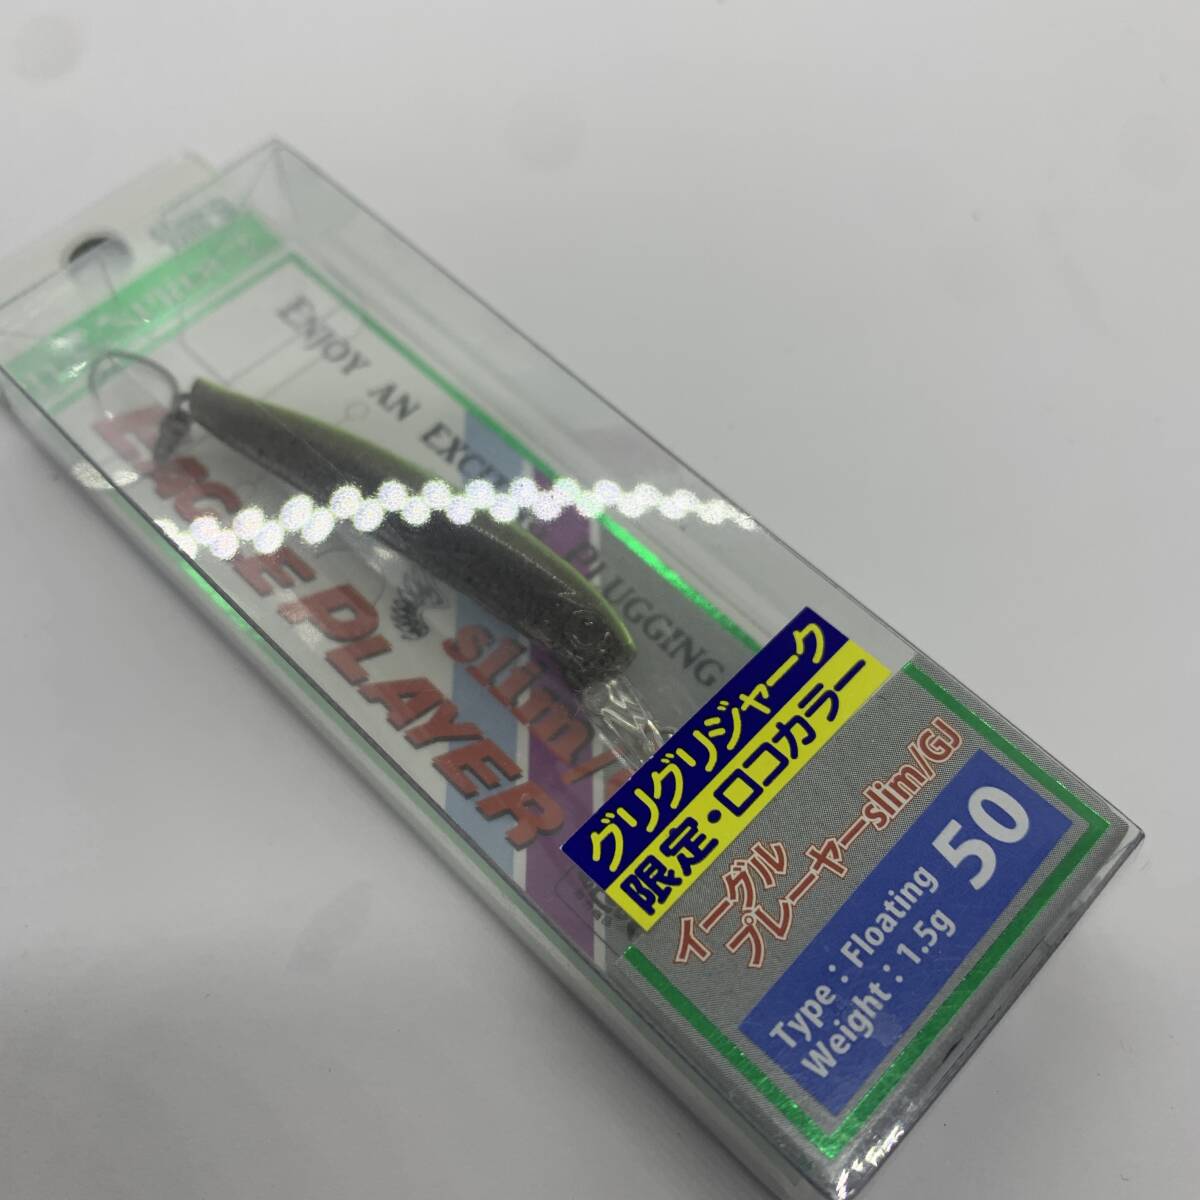 ENJOY AN EXCITING PLUGGING
EAGLE PLAYER
slim/
グリグリジャーク
限定・ロコカラー
イーグル
プレーヤーslim/GJ
50
Type：Floating
Weight：1.5g